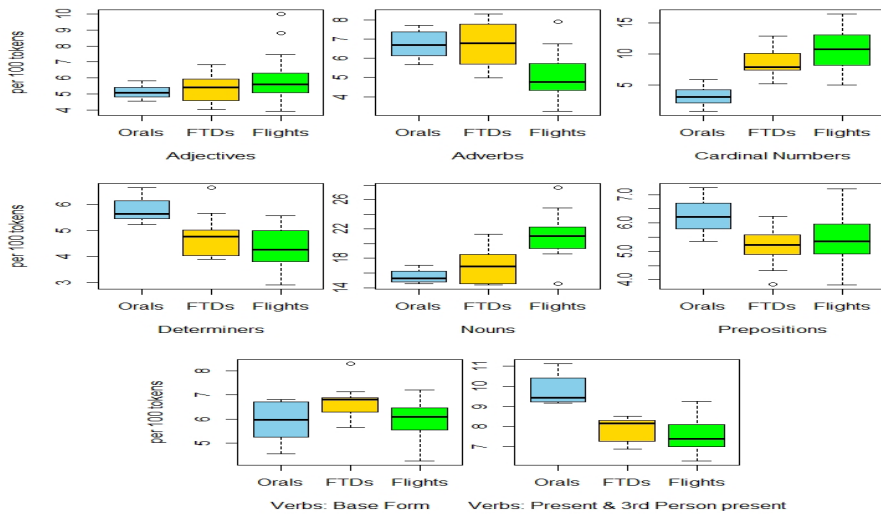 per 100 tokens
10
9
8
7
6
5
4
Orals FTDs Flights
Adjectives
8
7
6
5
4
Orals FTDs Flights
Adverbs
15
10
5
Orals FTDs Flights
Cardinal Numbers
per 100 tokens
6
5
4
3
Orals FTDs Flights
Determiners
26
22
18
14
Orals FTDs Flights
Nouns
7.0
6.0
5.0
4.0
Orals FTDs Flights
Prepositions
per 100 tokens
8
7
6
5
Orals FTDs Flights
Verbs: Base Form
11
10
9
8
7
Orals FTDs Flights
Verbs: Present & 3rd Person present